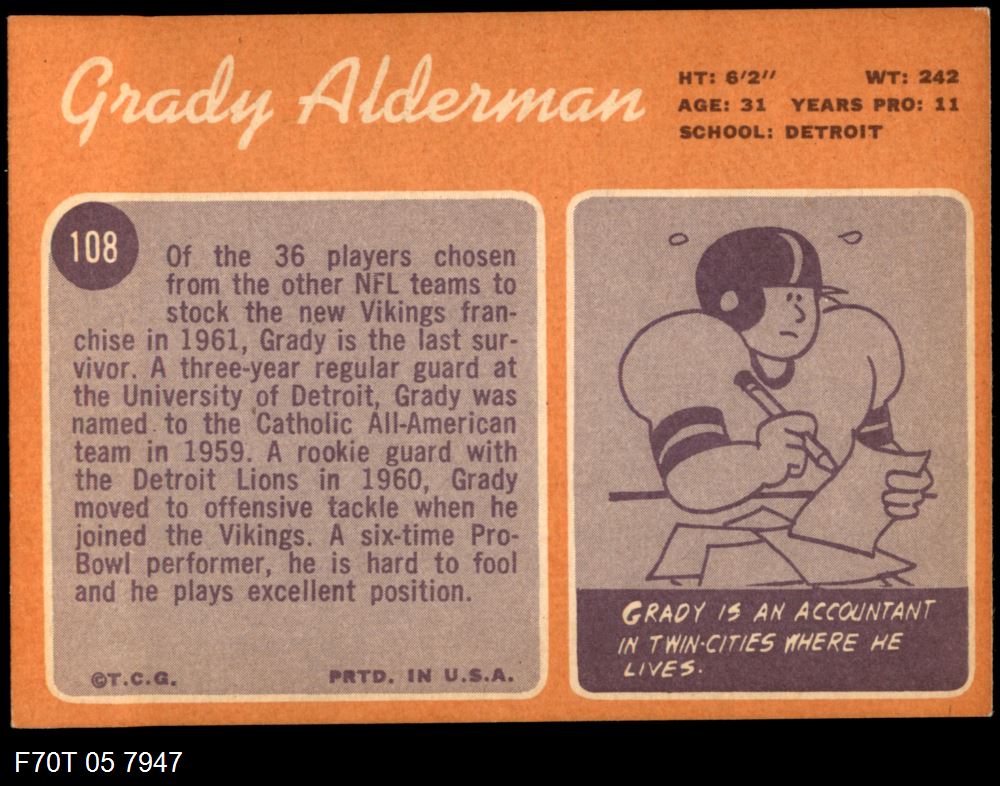 Grady Alderman
HT: 6'2" WT: 242
AGE: 31 YEARS PRO: 11
SCHOOL: DETROIT
108
Of the 36 players chosen
from the other NFL teams to
stock the new Vikings fran-
chise in 1961, Grady is the last sur-
vivor. A three-year regular guard at
the University of Detroit, Grady was
named to the Catholic All-American
team in 1959. A rookie guard with
the Detroit Lions in 1960, Grady
moved to offensive tackle when he
joined the Vikings. A six-time Pro-
Bowl performer, he is hard to fool
and he plays excellent position.
©T.C.G. PRTD. IN U.S.A.
GRADY IS AN ACCOUNTANT
IN TWIN-CITIES WHERE HE
LIVES.
F70T 05 7947